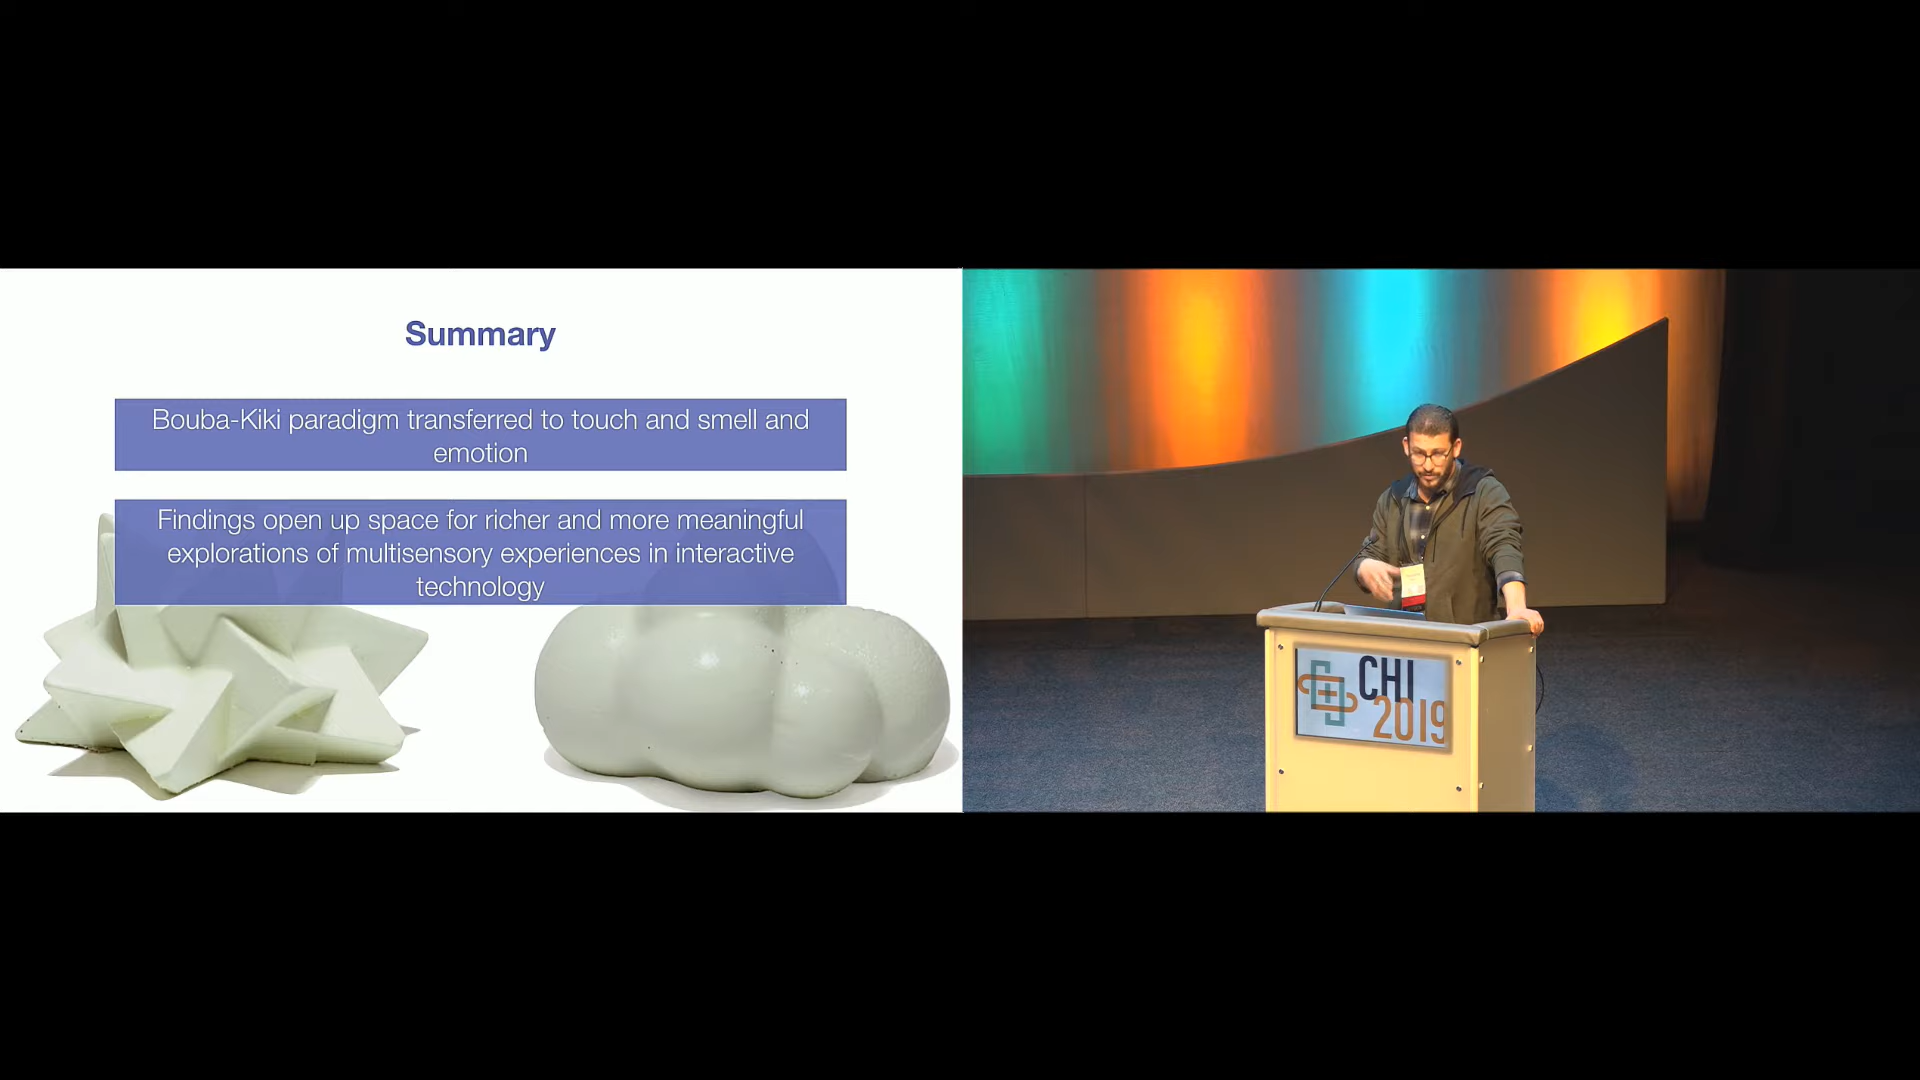 Summary
Bouba-Kiki paradigm transferred to touch and smell and
emotion
Findings open up space for richer and more meaningful
explorations of multisensory experiences in interactive
technology
CHI
2019